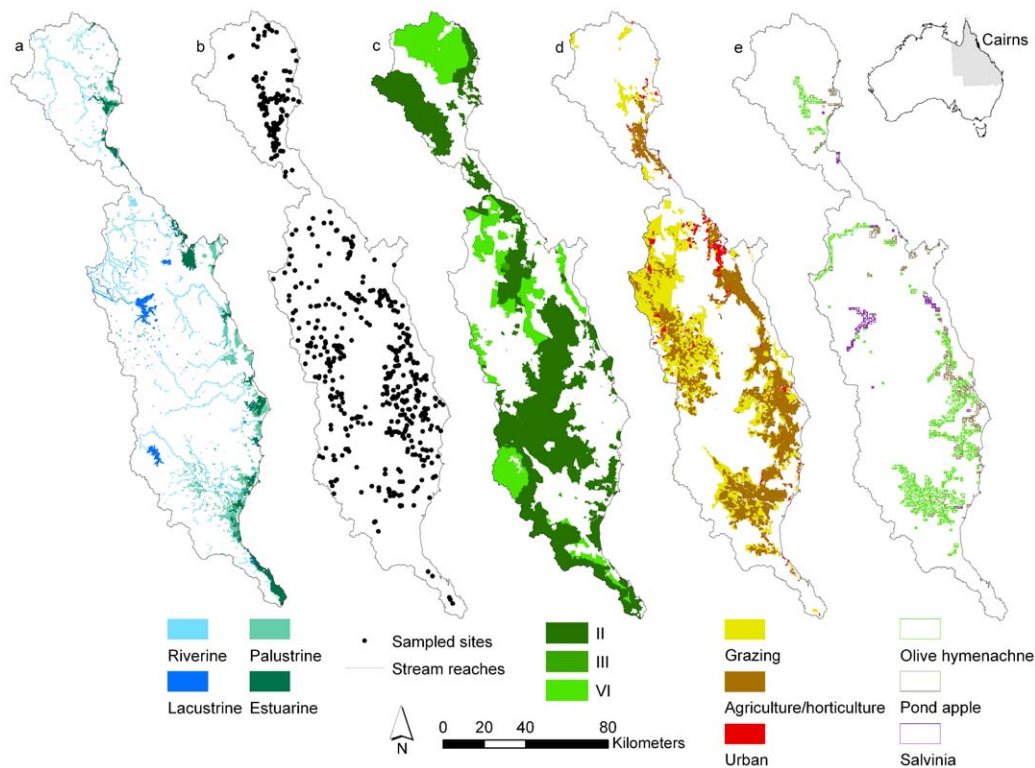 a
b
c
d
e
Cairns
Riverine
Palustrine
Lacustrine
Estuarine
Sampled sites
Stream reaches
N
0 20 40 80
Kilometers
II
III
VI
Grazing
Agriculture/horticulture
Urban
Olive hymenachne
Pond apple
Salvinia